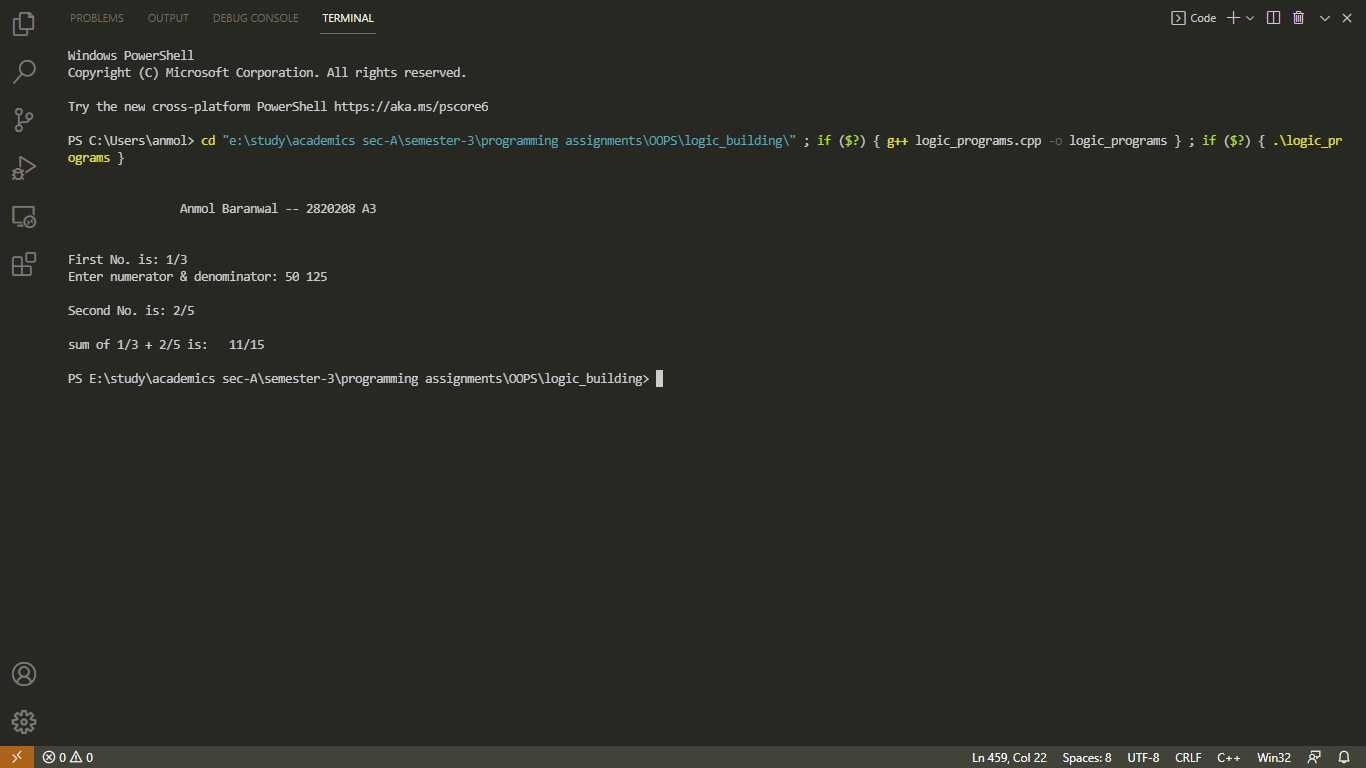 PROBLEMS OUTPUT DEBUG CONSOLE TERMINAL Code
Windows PowerShell
Copyright (C) Microsoft Corporation. All rights reserved.
Try the new cross-platform PowerShell https://aka.ms/pscore6
PS C:\Users\anmol> cd "e:\study\academics sec-A\semester-3\programming assignments\OOPS\logic_building\" ; if ($?) { g++ logic_programs.cpp -o logic_programs } ; if ($?) { .\logic_pr
ograms }
Anmol Baranwal -- 2820208 A3
First No. is: 1/3
Enter numerator & denominator: 50 125
Second No. is: 2/5
sum of 1/3 + 2/5 is: 11/15
PS E:\study\academics sec-A\semester-3\programming assignments\OOPS\logic_building>
0 0 Ln 459, Col 22 Spaces: 8 UTF-8 CRLF C++ Win32